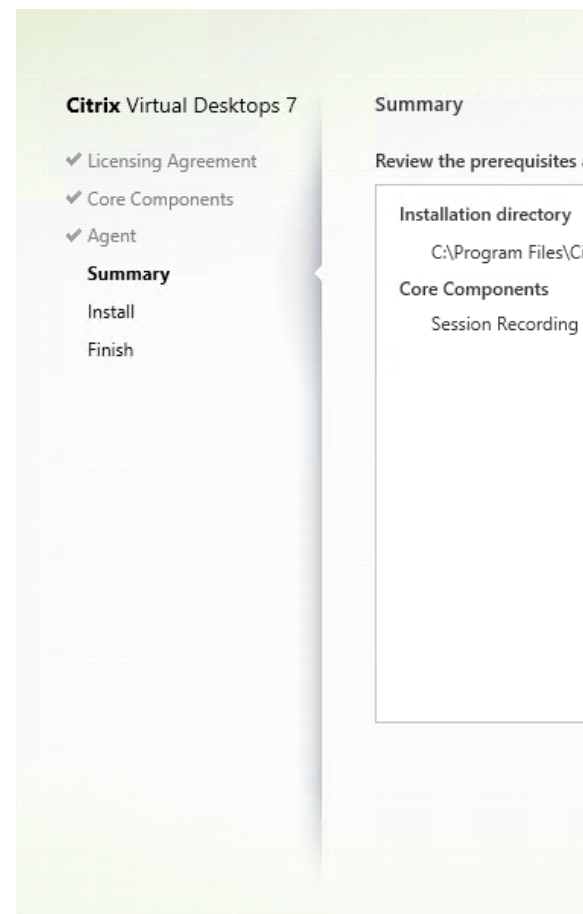 Citrix Virtual Desktops 7
Licensing Agreement
Core Components
Agent
Summary
Install
Finish
Summary
Review the prerequisites
Installation directory
C:\Program Files\Ci
Core Components
Session Recording